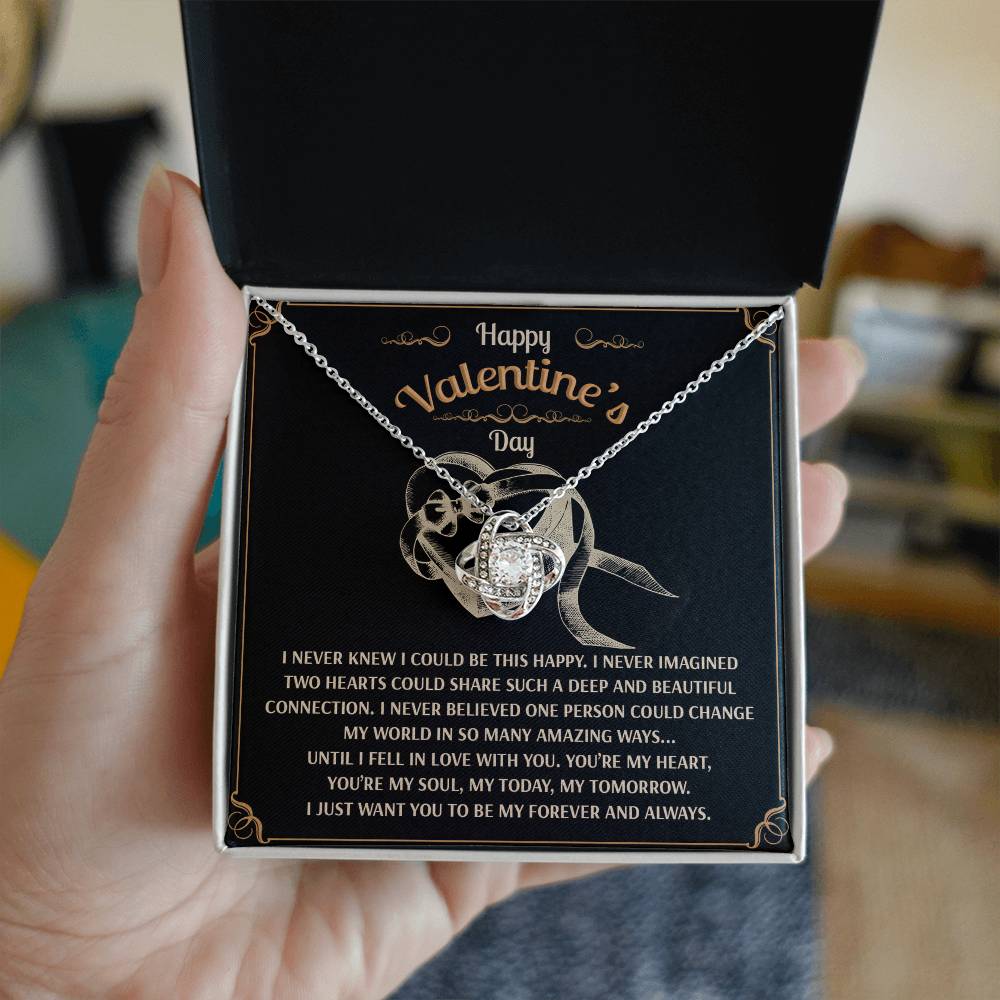 Happy
Valentine's
Day
I NEVER KNEW I COULD BE THIS HAPPY. I NEVER IMAGINED
TWO HEARTS COULD SHARE SUCH A DEEP AND BEAUTIFUL
CONNECTION. I NEVER BELIEVED ONE PERSON COULD CHANGE
MY WORLD IN SO MANY AMAZING WAYS...
UNTIL I FELL IN LOVE WITH YOU. YOU'RE MY HEART,
YOU'RE MY SOUL, MY TODAY, MY TOMORROW.
I JUST WANT YOU TO BE MY FOREVER AND ALWAYS.